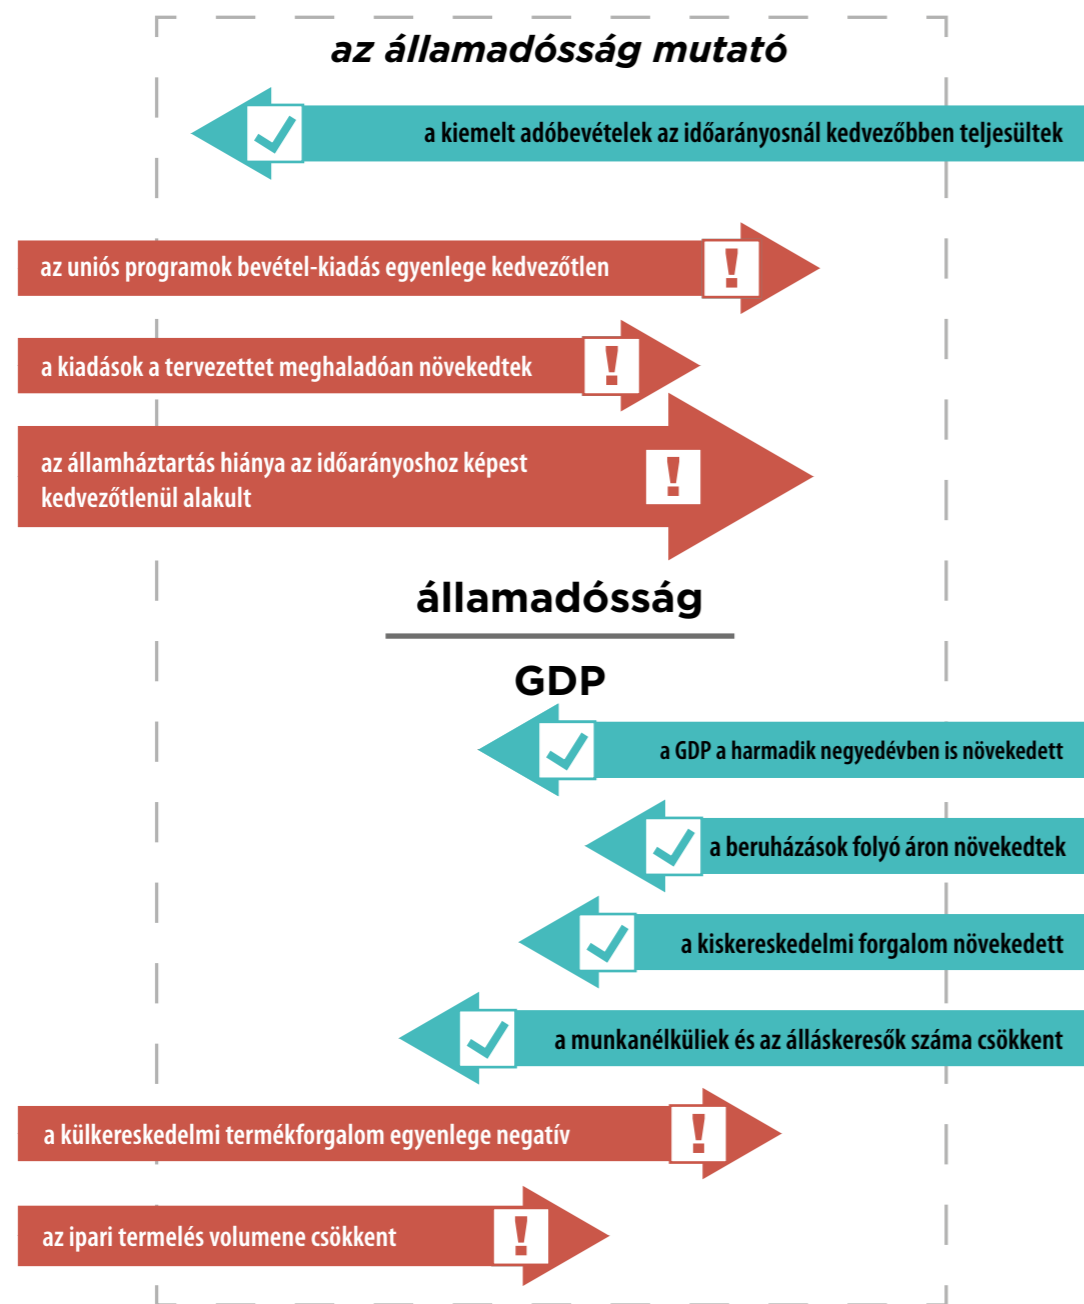 az államadósság mutató
a kiemelt adóbevételek az időarányosnál kedvezőbben teljesültek
az uniós programok bevétel-kiadás egyenlege kedvezőtlen
!
a kiadások a tervezettet meghaladóan növekedtek
!
az államháztartás hiánya az időarányoshoz képest
kedvezőtlenül alakult
!
államadósság
GDP
a GDP a harmadik negyedévben is növekedett
a beruházások folyó áron növekedtek
a kiskereskedelmi forgalom növekedett
a munkanélküliek és az álláskeresők száma csökkent
a külkereskedelmi termékforgalom egyenlege negatív
!
az ipari termelés volumene csökkent
!